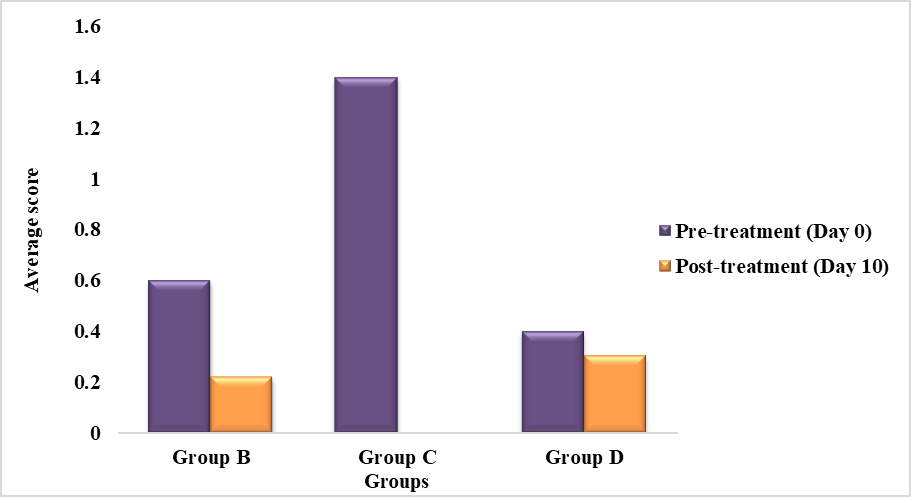 1.6
1.4
1.2
1
0.8
0.6
0.4
0.2
0
Average score
Group B
Group C
Group D
Groups
Pre-treatment (Day 0)
Post-treatment (Day 10)